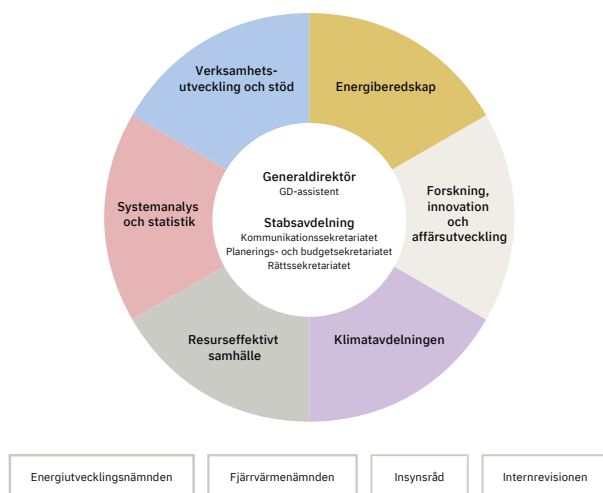 Verksamhets-
utveckling och stöd
Energiberedskap
Forskning,
innovation
och
affärsutveckling
Klimatavdelningen
Resurseffektivt
samhälle
Systemanalys
och statistik
Generaldirektör
GD-assistent
Stabsavdelning
Kommunikationssekretariatet
Planerings- och budgetsekretariatet
Rättssekretariatet
Energiutvecklingsnämnden
Fjärrvärmenämnden
Insynsråd
Internrevisionen